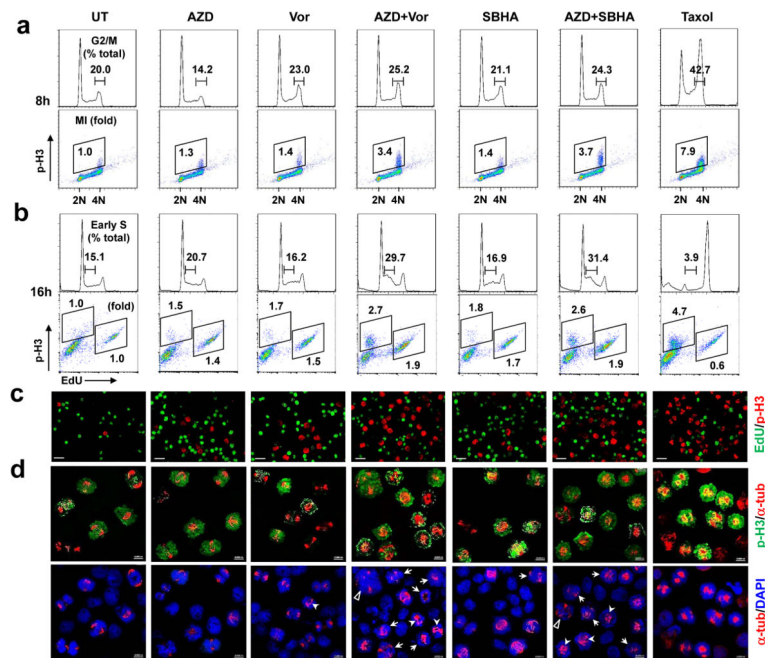 a
UT AZD Vor AZD+Vor SBHA AZD+SBHA Taxol
G2/M
(% total)
20.0 14.2 23.0 25.2 21.1 24.3 42.7
8h
MI (fold)
1.0 1.3 1.4 3.4 1.4 3.7 7.9
p-H3
2N 4N 2N 4N 2N 4N 2N 4N 2N 4N 2N 4N 2N 4N
b
Early S
(% total)
15.1 20.7 16.2 29.7 16.9 31.4 3.9
16h
1.0 (fold) 1.5 1.7 2.7 1.8 2.6 4.7
p-H3
1.0 1.4 1.5 1.9 1.7 1.9 0.6
EdU
c
EdU/p-H3
d
p-H3/α-tub
α-tub/DAPI